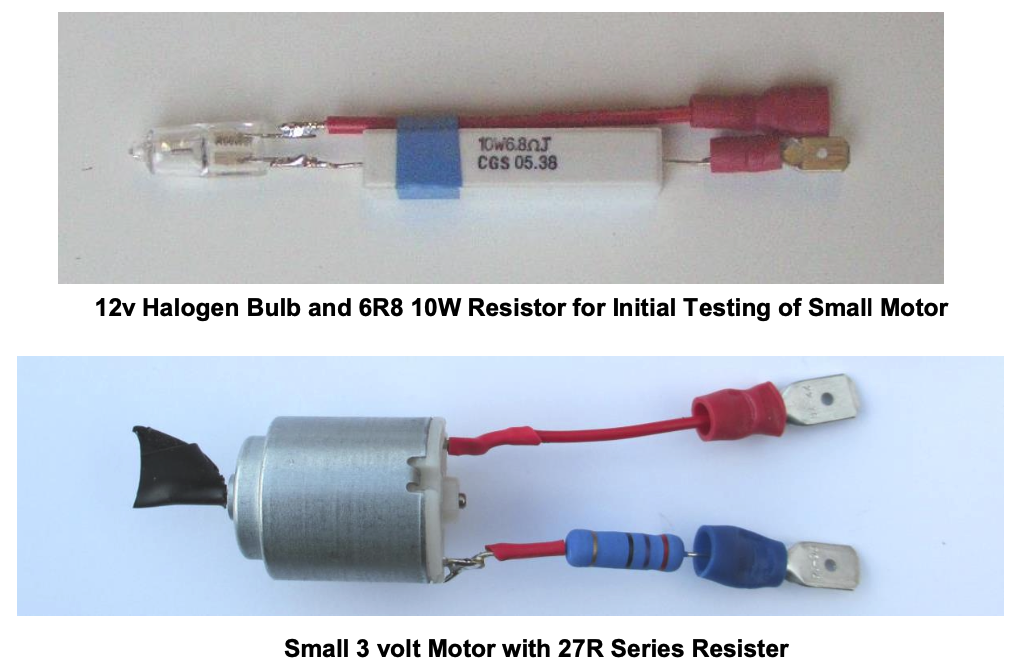 10W6.8ΩJ
CGS 05.38
12v Halogen Bulb and 6R8 10W Resistor for Initial Testing of Small Motor
Small 3 volt Motor with 27R Series Resister